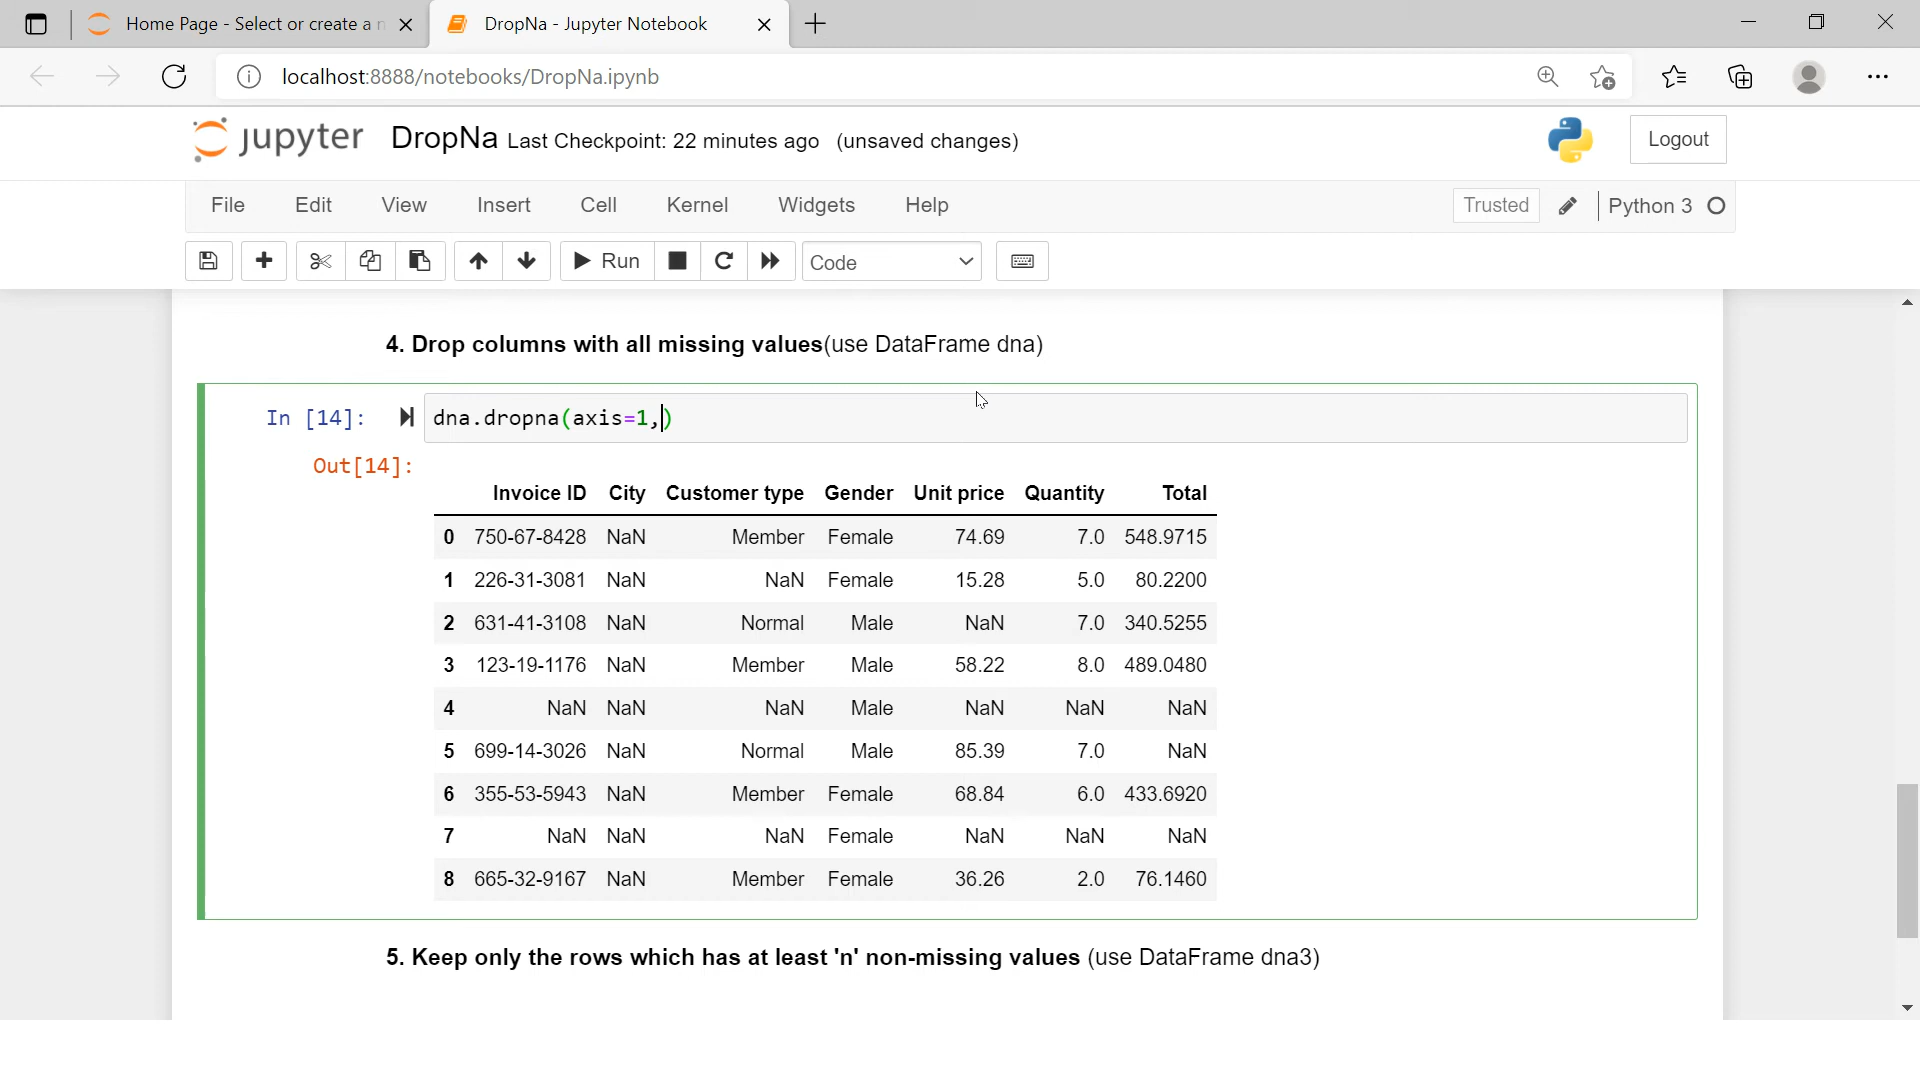 Home Page - Select or create a n
DropNa - Jupyter Notebook
localhost:8888/notebooks/DropNa.ipynb
jupyter DropNa Last Checkpoint: 22 minutes ago (unsaved changes)
Logout
File Edit View Insert Cell Kernel Widgets Help Trusted Python 3
Run Code
4. Drop columns with all missing values(use DataFrame dna)
In [14]: dna.dropna(axis=1,)
Out[14]:
Invoice ID City Customer type Gender Unit price Quantity Total
0 750-67-8428 NaN Member Female 74.69 7.0 548.9715
1 226-31-3081 NaN NaN Female 15.28 5.0 80.2200
2 631-41-3108 NaN Normal Male NaN 7.0 340.5255
3 123-19-1176 NaN Member Male 58.22 8.0 489.0480
4 NaN NaN NaN Male NaN NaN NaN
5 699-14-3026 NaN Normal Male 85.39 7.0 NaN
6 355-53-5943 NaN Member Female 68.84 6.0 433.6920
7 NaN NaN NaN Female NaN NaN NaN
8 665-32-9167 NaN Member Female 36.26 2.0 76.1460
5. Keep only the rows which has at least 'n' non-missing values (use DataFrame dna3)